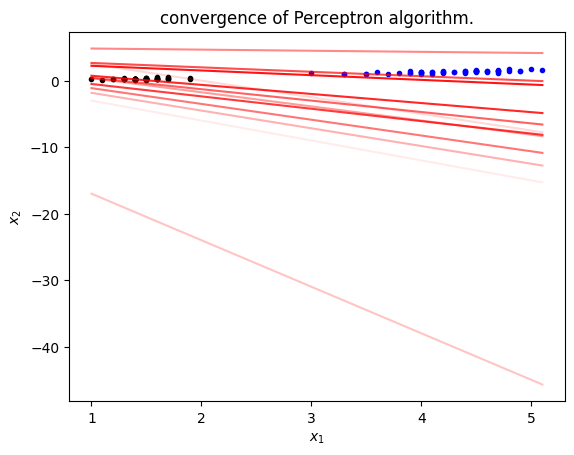 convergence of Perceptron algorithm.
0
−10
−20
−30
−40
x₂
1 2 3 4 5
x₁